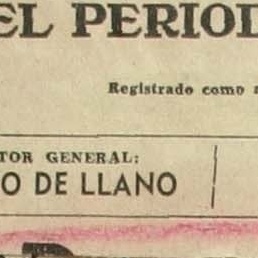 EL PERIOD
Registrado como a
TOR GENERAL:
O DE LLANO